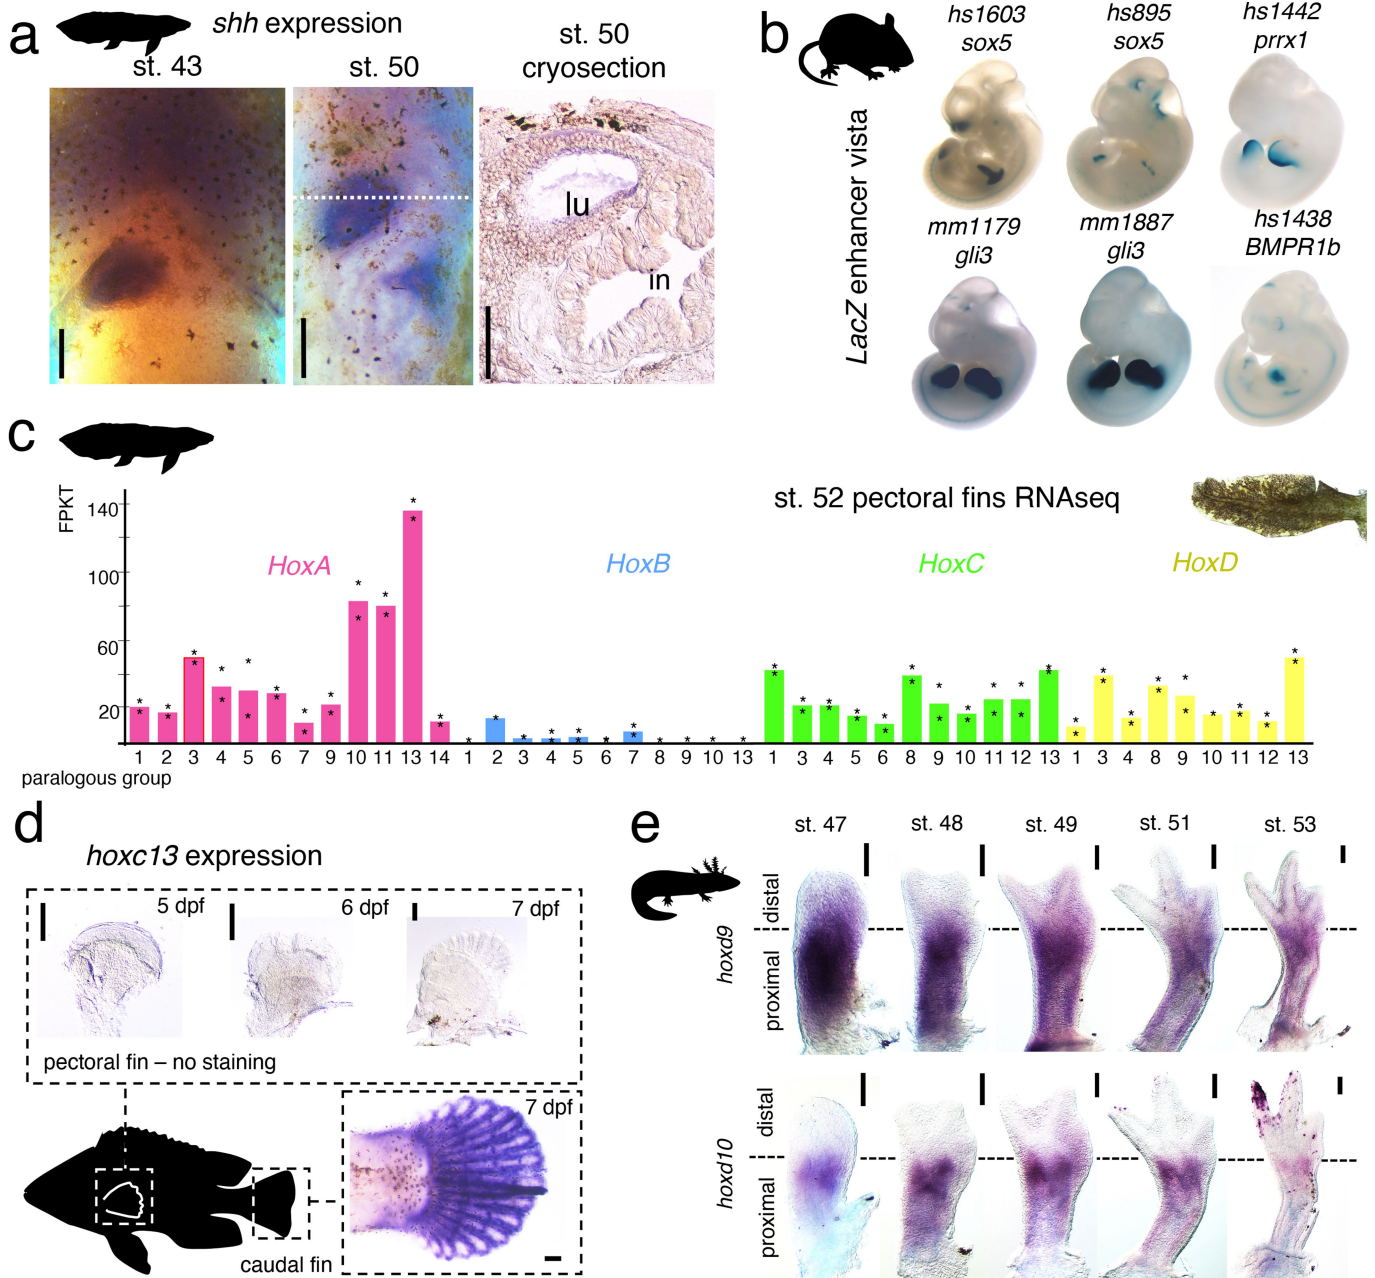 a
shh expression
st. 43
st. 50
st. 50
cryosection
lu
in
b
LacZ enhancer vista
hs1603
sox5
hs895
sox5
hs1442
prrx1
mm1179
gli3
mm1887
gli3
hs1438
BMPR1b
c
st. 52 pectoral fins RNAseq
FPKT
140
100
60
20
HoxA
HoxB
HoxC
HoxD
1 2 3 4 5 6 7 9 10 11 13 14 1 2 3 4 5 6 7 8 9 10 13 1 3 4 5 6 8 9 10 11 12 13 1 3 4 8 9 10 11 12 13
paralogous group
d
hoxc13 expression
5 dpf
6 dpf
7 dpf
pectoral fin – no staining
7 dpf
caudal fin
e
st. 47
st. 48
st. 49
st. 51
st. 53
hoxd9
distal
proximal
hoxd10
distal
proximal